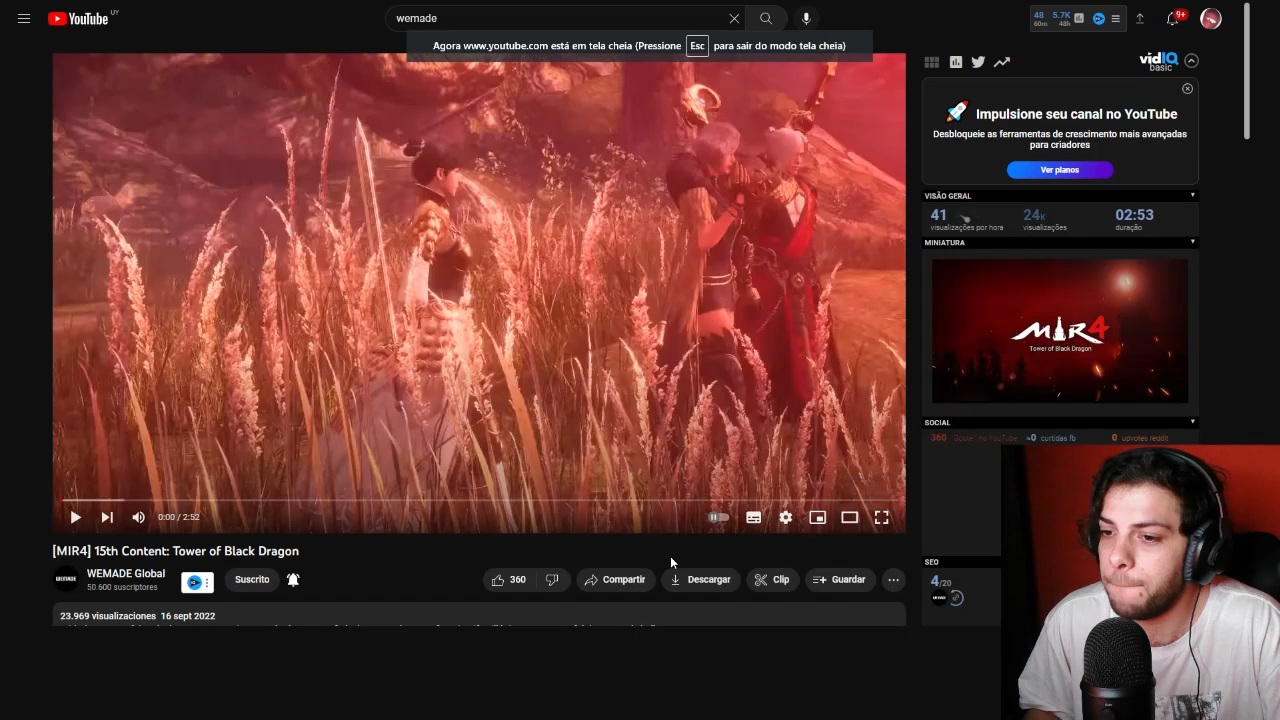 YouTube UY
wemade
48 5.7K
60m 48h
9+
Agora www.youtube.com está em tela cheia (Pressione Esc para sair do modo tela cheia)
vidIQ
basic
Impulsione seu canal no YouTube
Desbloqueie as ferramentas de crescimento mais avançadas
para criadores
Ver planos
VISÃO GERAL
41 24K 02:53
visualizações por hora visualizações duração
MINIATURA
MIR4
Tower of Black Dragon
SOCIAL
360 ≈0 curtidas fb 0 upvotes reddit
0:00 / 2:52
[MIR4] 15th Content: Tower of Black Dragon
WEMADE
WEMADE Global
50.600 suscriptores
Suscrito
360
Compartir
Descargar
Clip
Guardar
23.969 visualizaciones 16 sept 2022
SEO
4/20